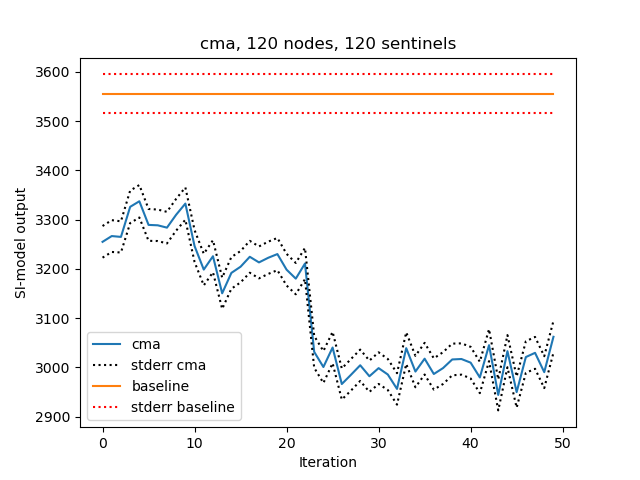 cma, 120 nodes, 120 sentinels
3600
3500
3400
3300
3200
3100
3000
2900
SI-model output
cma
stderr cma
baseline
stderr baseline
0 10 20 30 40 50
Iteration